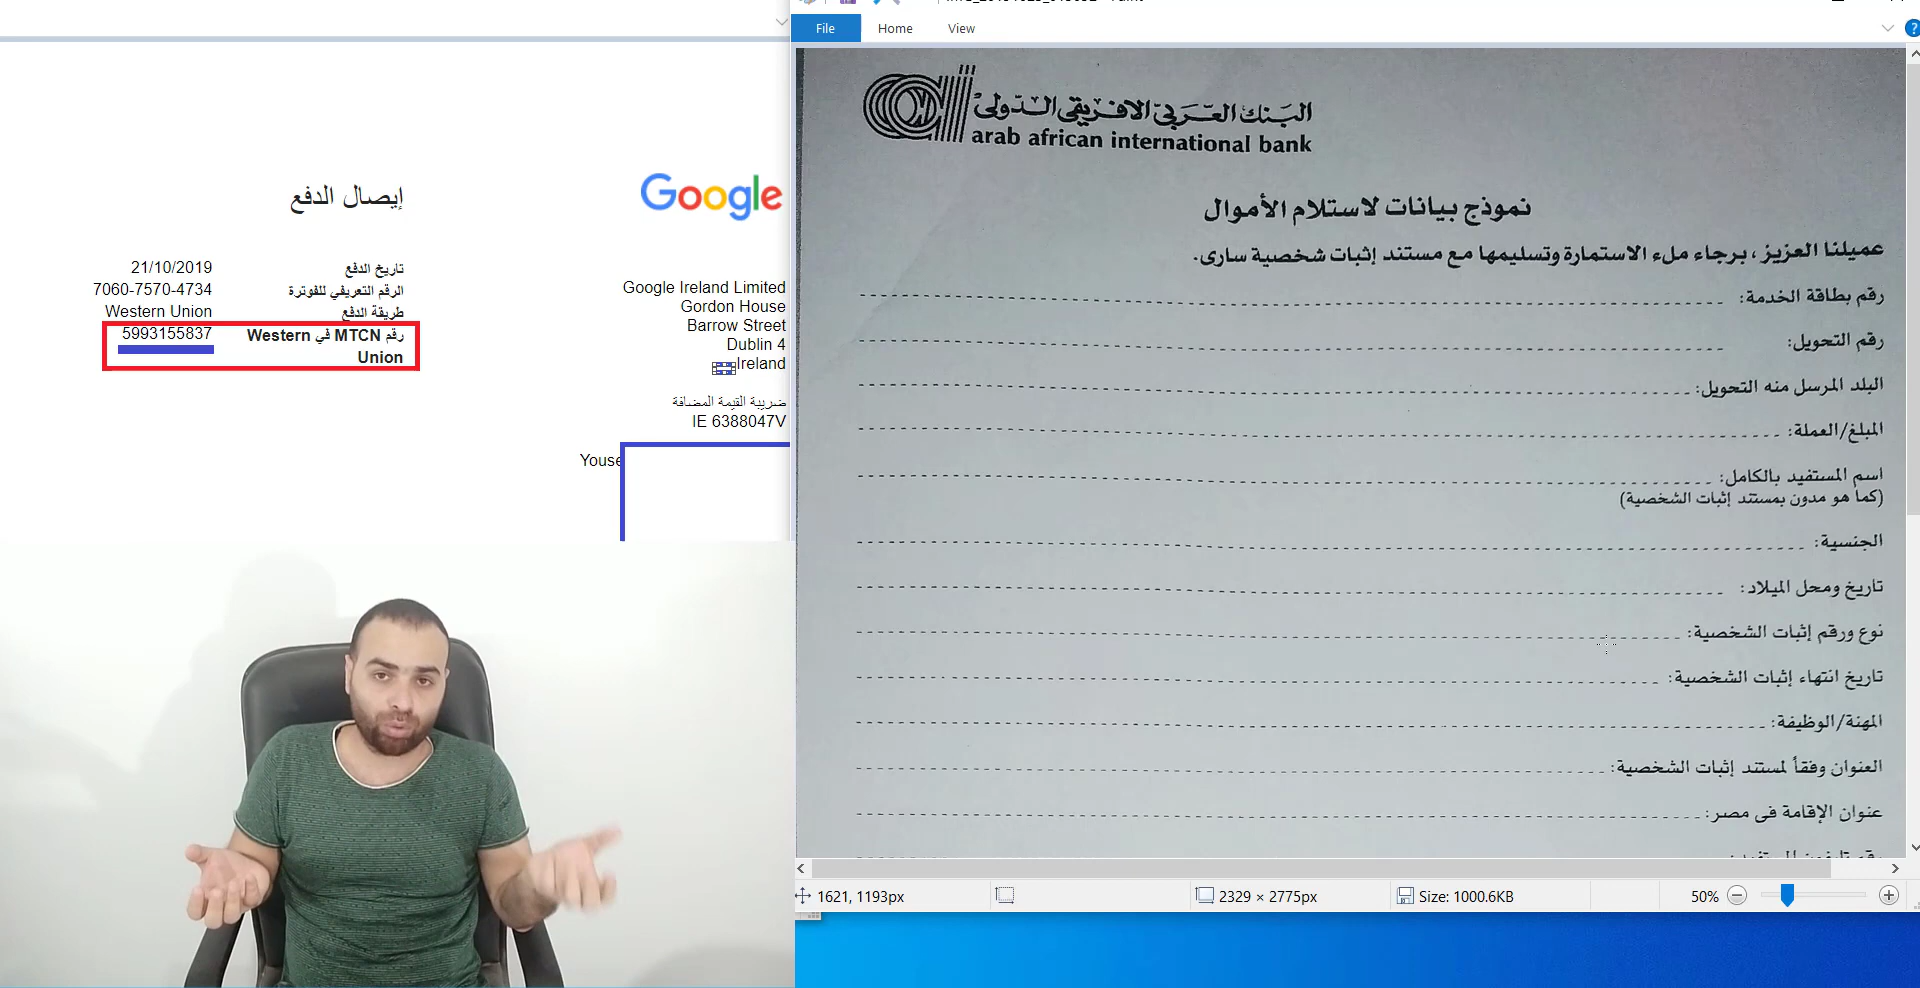 File Home View
Google
إيصال الدفع
تاريخ الدفع 21/10/2019
الرقم التعريفي للفوترة 7060-7570-4734
طريقة الدفع Western Union
رقم MTCN في Western 5993155837
Union
Google Ireland Limited
Gordon House
Barrow Street
Dublin 4
Ireland
ضريبة القيمة المضافة
IE 6388047V
البنك العربي الافريقي الدولي
arab african international bank
نموذج بيانات لاستلام الأموال
عميلنا العزيز، برجاء ملء الاستمارة وتسليمها مع مستند إثبات شخصية سارى.
رقم بطاقة الخدمة:
رقم التحويل:
البلد المرسل منه التحويل:
المبلغ/العملة:
اسم المستفيد بالكامل:
(كما هو مدون بمستند إثبات الشخصية)
الجنسية:
تاريخ ومحل الميلاد:
نوع ورقم إثبات الشخصية:
تاريخ انتهاء إثبات الشخصية:
المهنة/الوظيفة:
العنوان وفقاً لمستند إثبات الشخصية:
عنوان الإقامة فى مصر:
1621, 1193px
2329 × 2775px
Size: 1000.6KB
50%